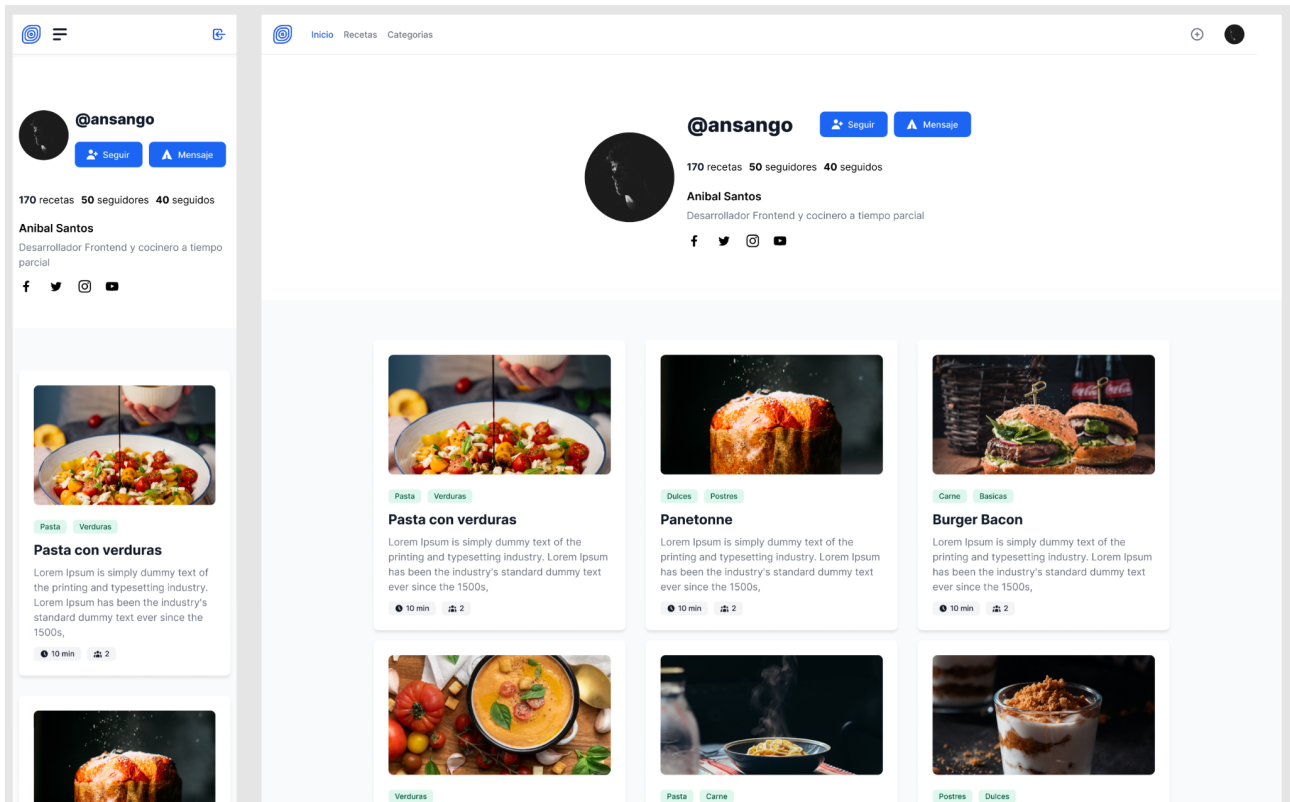 @ansango
Seguir
Mensaje
170 recetas 50 seguidores 40 seguidos
Anibal Santos
Desarrollador Frontend y cocinero a tiempo
parcial
Pasta Verduras
Pasta con verduras
Lorem Ipsum is simply dummy text of
the printing and typesetting industry.
Lorem Ipsum has been the industry's
standard dummy text ever since the
1500s,
10 min 2
Inicio Recetas Categorias
@ansango
Seguir
Mensaje
170 recetas 50 seguidores 40 seguidos
Anibal Santos
Desarrollador Frontend y cocinero a tiempo parcial
Pasta Verduras
Pasta con verduras
Lorem Ipsum is simply dummy text of the
printing and typesetting industry. Lorem Ipsum
has been the industry's standard dummy text
ever since the 1500s,
10 min 2
Dulces Postres
Panetonne
Lorem Ipsum is simply dummy text of the
printing and typesetting industry. Lorem Ipsum
has been the industry's standard dummy text
ever since the 1500s,
10 min 2
Coca-Cola Coca-Cola
Carne Basicas
Burger Bacon
Lorem Ipsum is simply dummy text of the
printing and typesetting industry. Lorem Ipsum
has been the industry's standard dummy text
ever since the 1500s,
10 min 2
Verduras
Pasta Carne
Postres Dulces